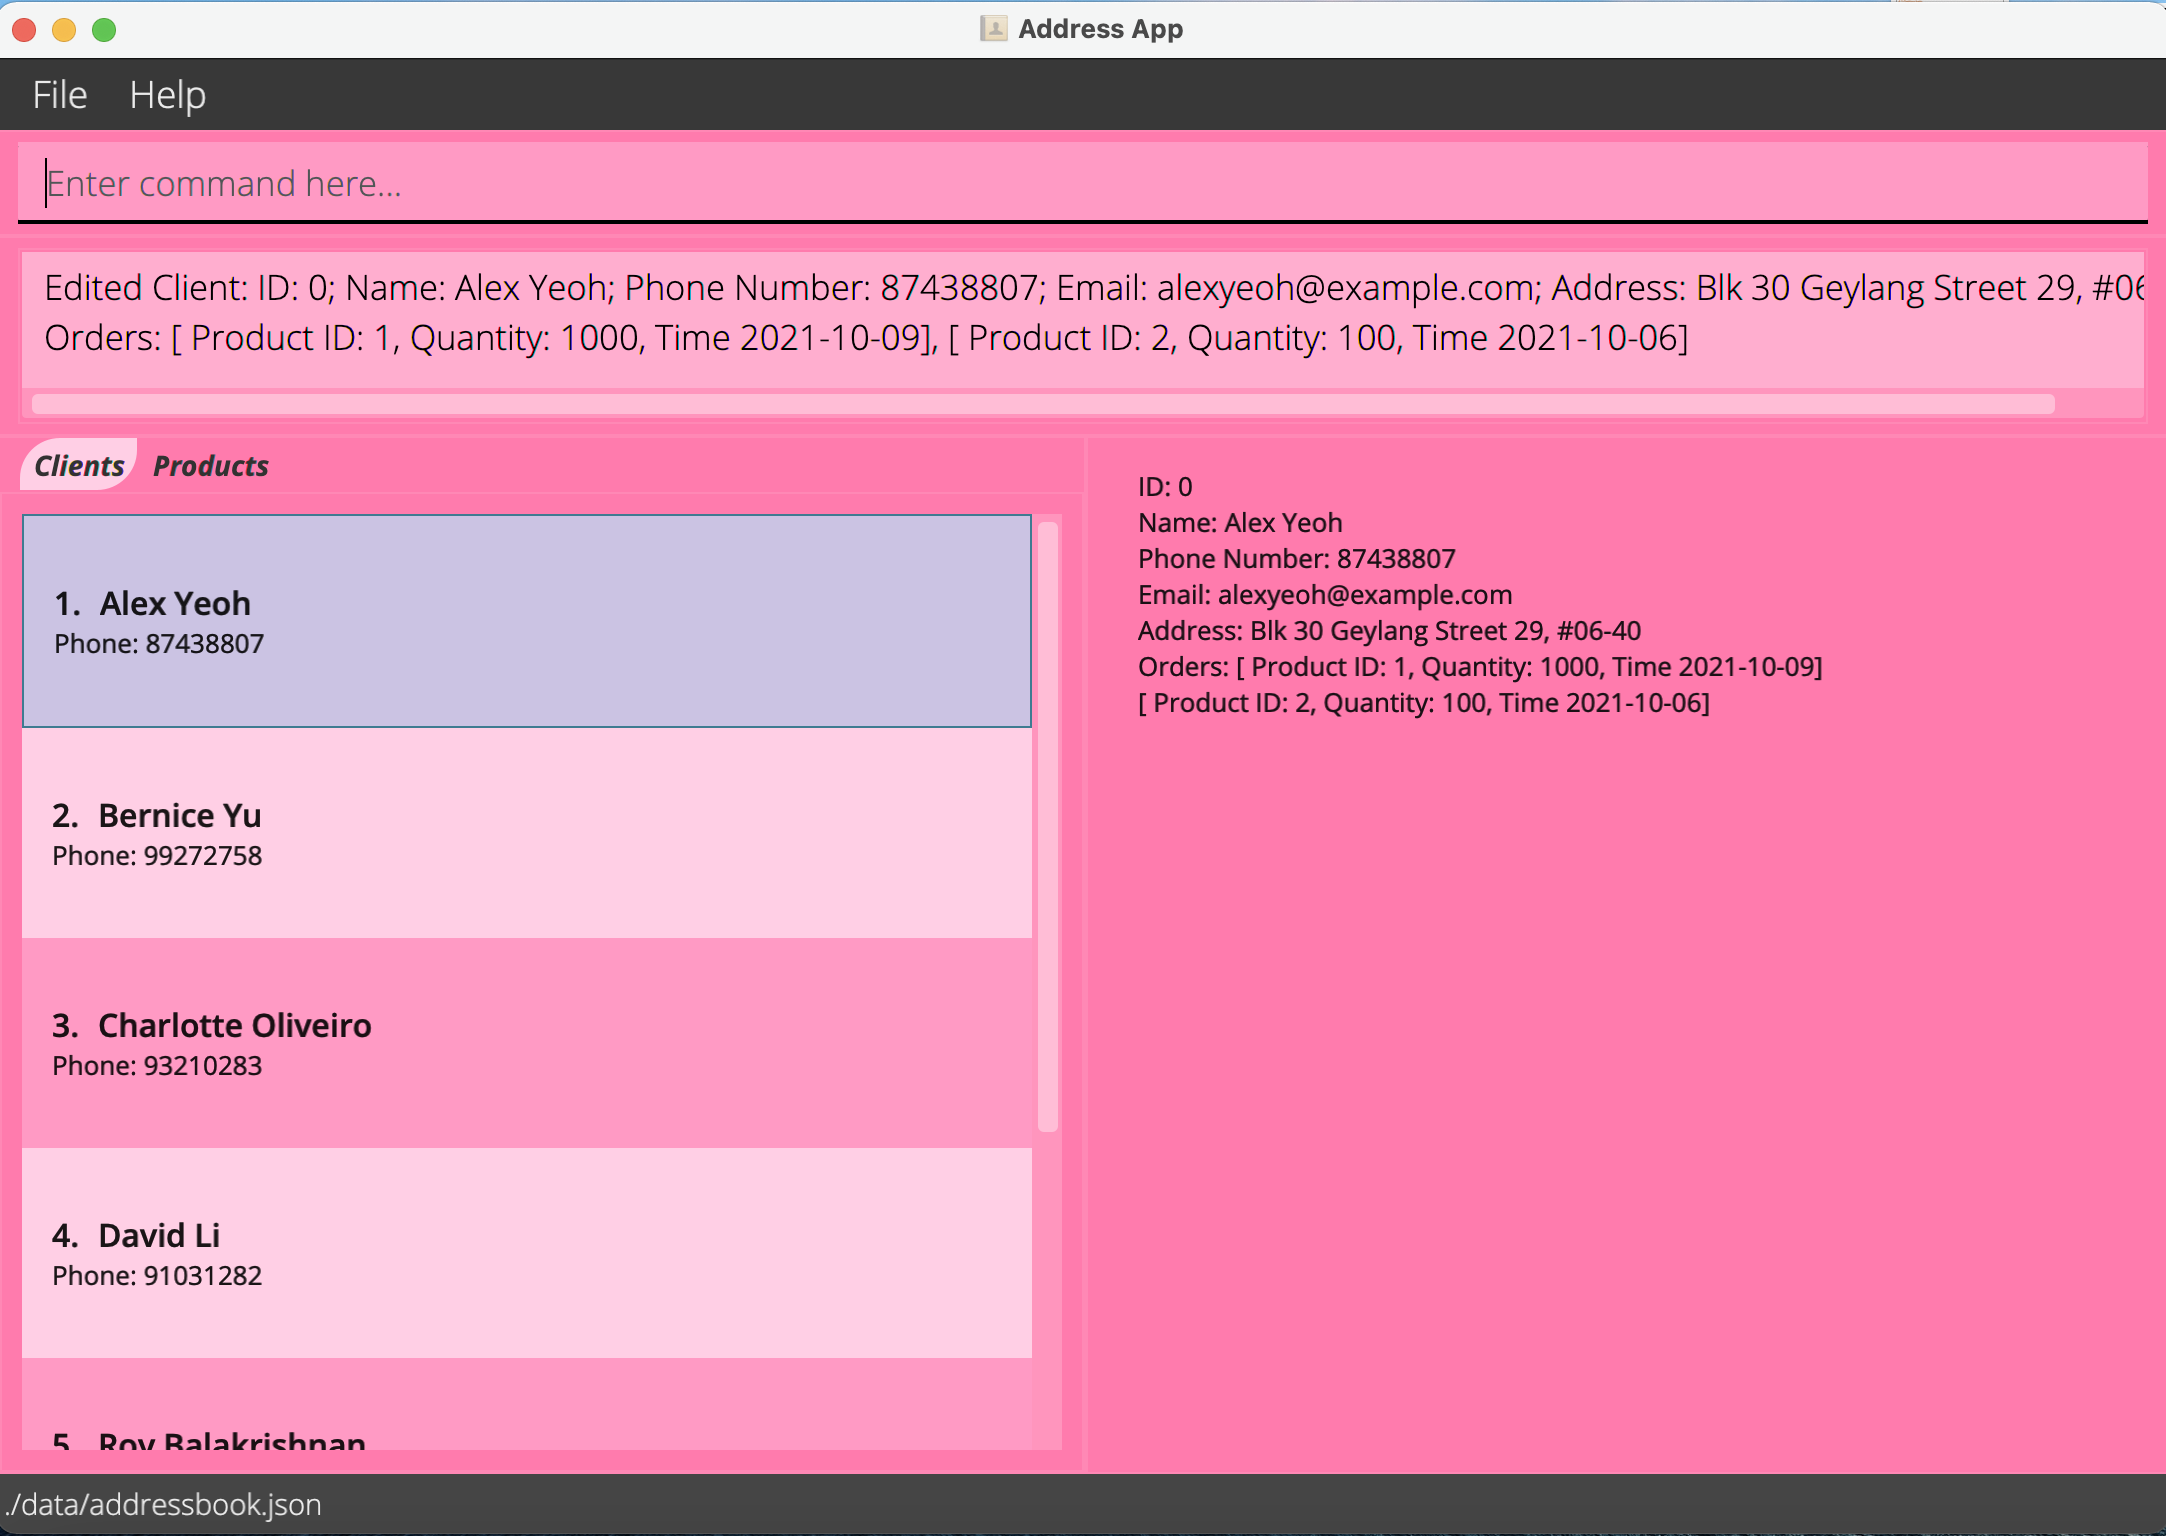 Address App
File Help
Enter command here...
Edited Client: ID: 0; Name: Alex Yeoh; Phone Number: 87438807; Email: alexyeoh@example.com; Address: Blk 30 Geylang Street 29, #06
Orders: [ Product ID: 1, Quantity: 1000, Time 2021-10-09], [ Product ID: 2, Quantity: 100, Time 2021-10-06]
Clients Products
1. Alex Yeoh
Phone: 87438807
2. Bernice Yu
Phone: 99272758
3. Charlotte Oliveiro
Phone: 93210283
4. David Li
Phone: 91031282
5. Roy Balakrishnan
ID: 0
Name: Alex Yeoh
Phone Number: 87438807
Email: alexyeoh@example.com
Address: Blk 30 Geylang Street 29, #06-40
Orders: [ Product ID: 1, Quantity: 1000, Time 2021-10-09]
[ Product ID: 2, Quantity: 100, Time 2021-10-06]
./data/addressbook.json